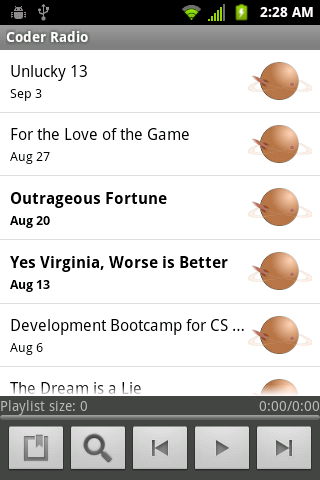 2:28 AM
Coder Radio
Unlucky 13
Sep 3
For the Love of the Game
Aug 27
Outrageous Fortune
Aug 20
Yes Virginia, Worse is Better
Aug 13
Development Bootcamp for CS ...
Aug 6
The Dream is a Lie
Playlist size: 0 0:00/0:00